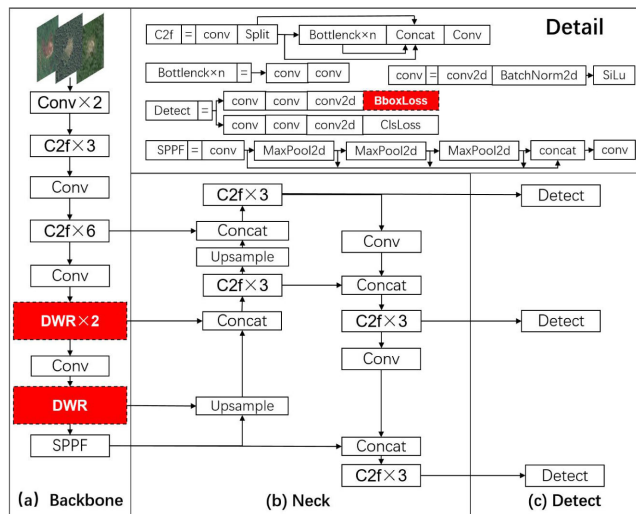 Detail
C2f = conv Split Bottlenck×n Concat Conv
Bottlenck×n = conv conv
conv = conv2d BatchNorm2d SiLu
Detect = conv conv conv2d BboxLoss
conv conv conv2d ClsLoss
SPPF = conv MaxPool2d MaxPool2d MaxPool2d concat conv
Conv×2
C2f×3
Conv
C2f×6
Conv
DWR×2
Conv
DWR
SPPF
(a) Backbone
C2f×3
Concat
Upsample
C2f×3
Concat
Upsample
Conv
Concat
C2f×3
Conv
Concat
C2f×3
(b) Neck
Detect
Detect
Detect
(c) Detect